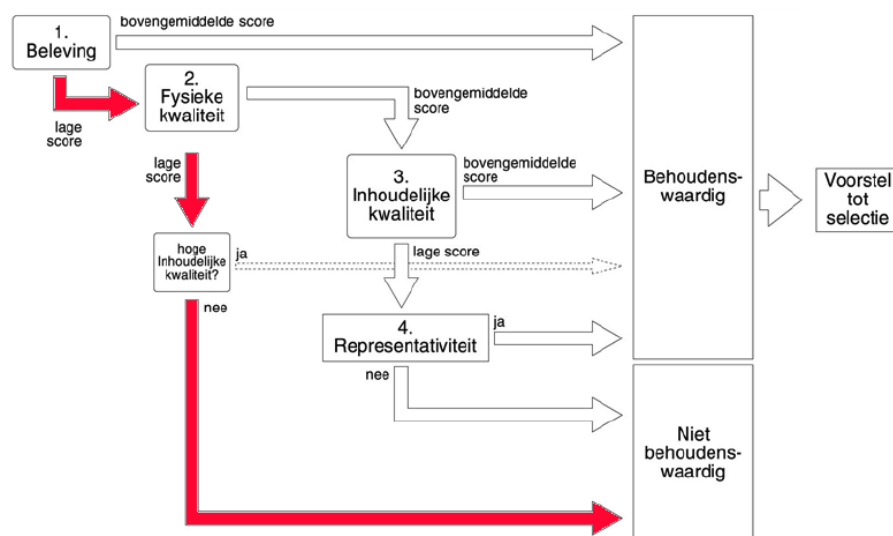 bovengemiddelde score
1.
Beleving
lage
score
2.
Fysieke
kwaliteit
bovengemiddelde
score
lage
score
3.
Inhoudelijke
kwaliteit
bovengemiddelde
score
Behoudens-
waardig
Voorstel
tot
selectie
hoge
Inhoudelijke
kwaliteit?
ja
nee
lage score
4.
Representativiteit
ja
nee
Niet
behoudens-
waardig